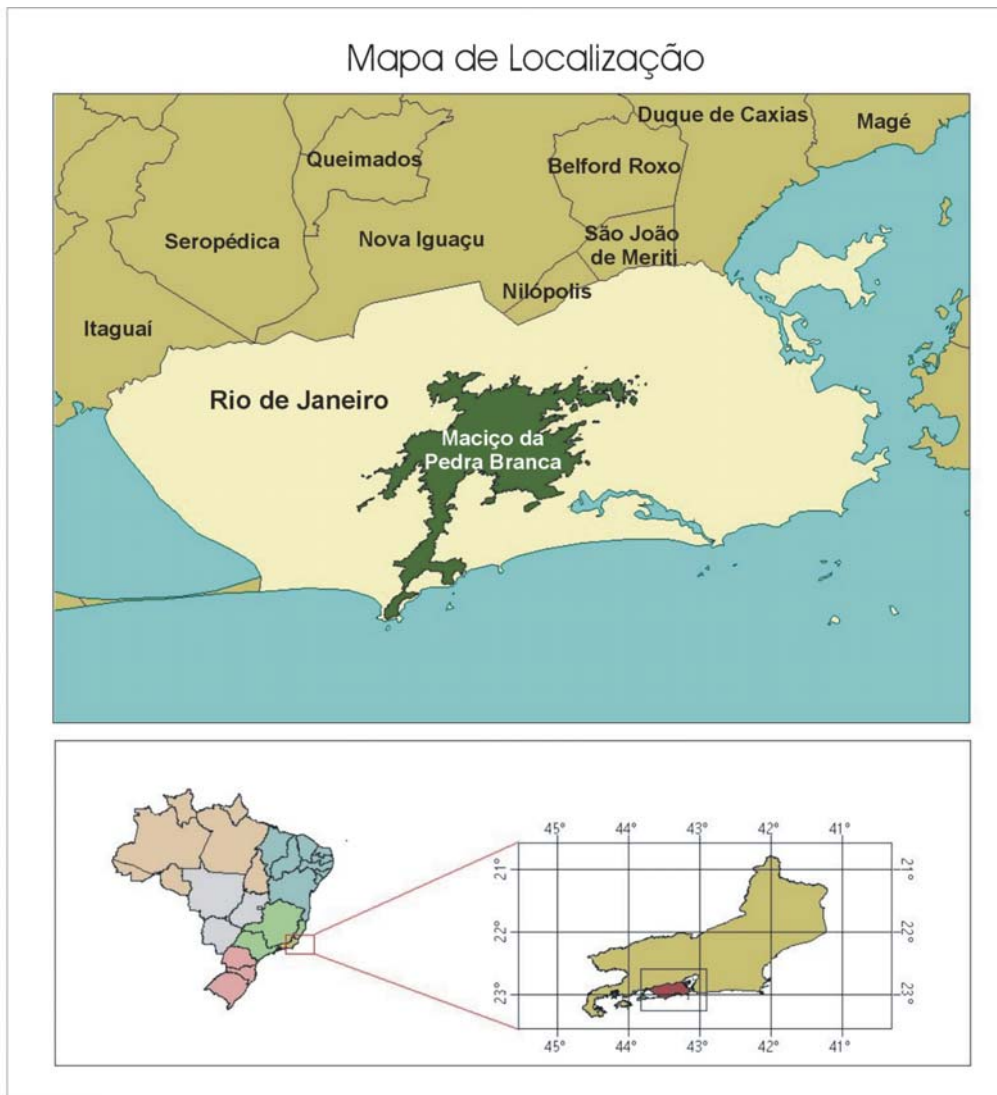 Mapa de Localização
Duque de Caxias
Magé
Queimados
Belford Roxo
Seropédica
Nova Iguaçu
São João
de Meriti
Nilópolis
Itaguaí
Rio de Janeiro
Maciço da
Pedra Branca
45° 44° 43° 42° 41°
21° 21°
22° 22°
23° 23°
45° 44° 43° 42° 41°